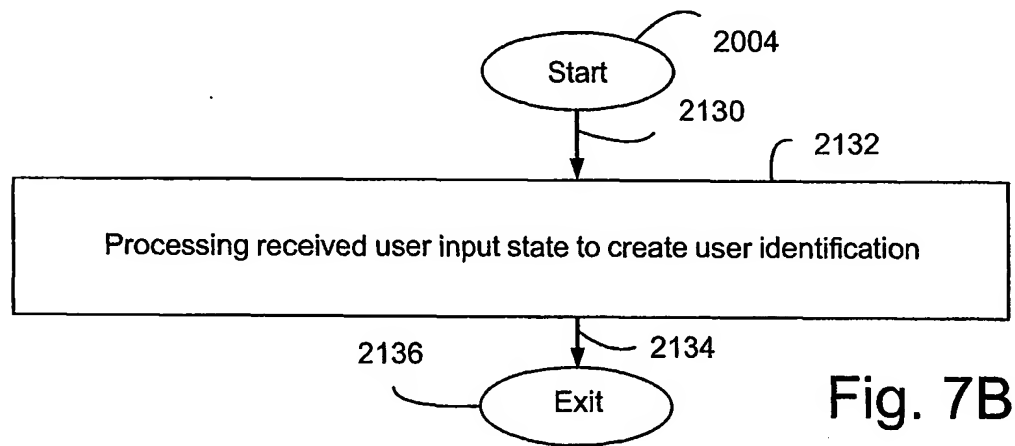 2004
Start
2130
2132
Processing received user input state to create user identification
2134
2136
Exit
Fig. 7B